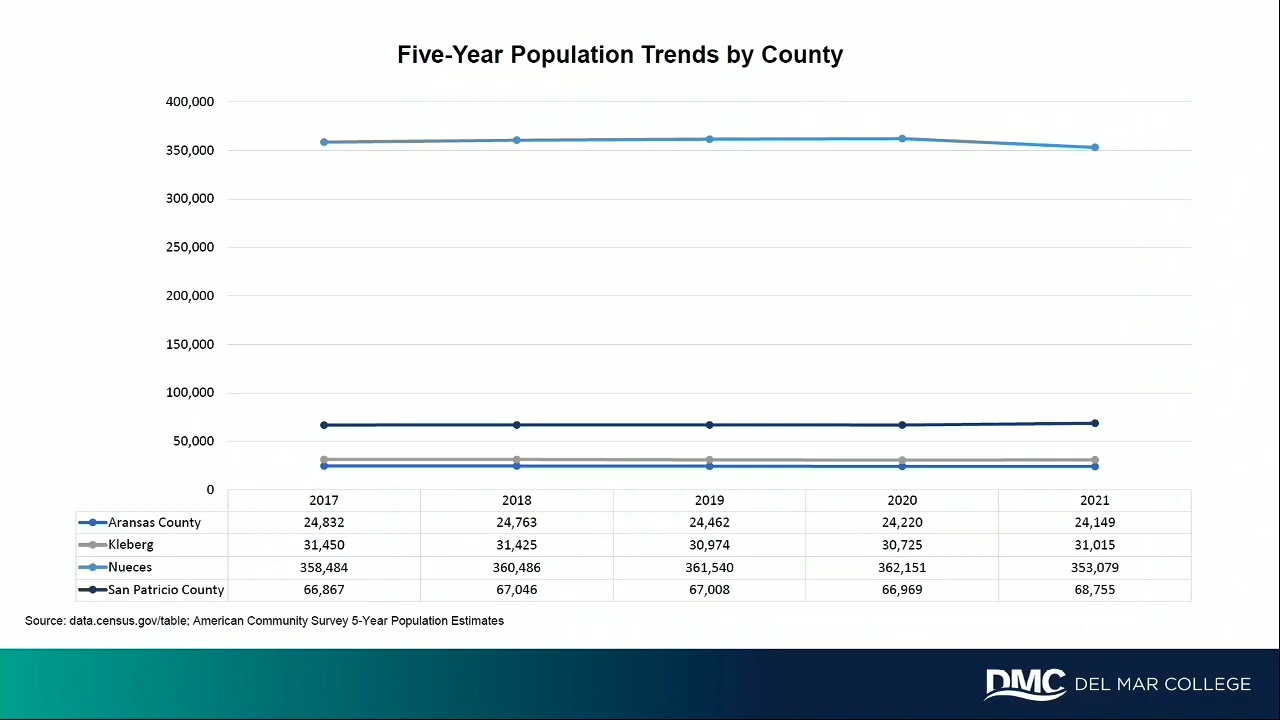 Five-Year Population Trends by County
400,000
350,000
300,000
250,000
200,000
150,000
100,000
50,000
0
2017 2018 2019 2020 2021
Aransas County 24,832 24,763 24,462 24,220 24,149
Kleberg 31,450 31,425 30,974 30,725 31,015
Nueces 358,484 360,486 361,540 362,151 353,079
San Patricio County 66,867 67,046 67,008 66,969 68,755
Source: data.census.gov/table; American Community Survey 5-Year Population Estimates
DMC DEL MAR COLLEGE